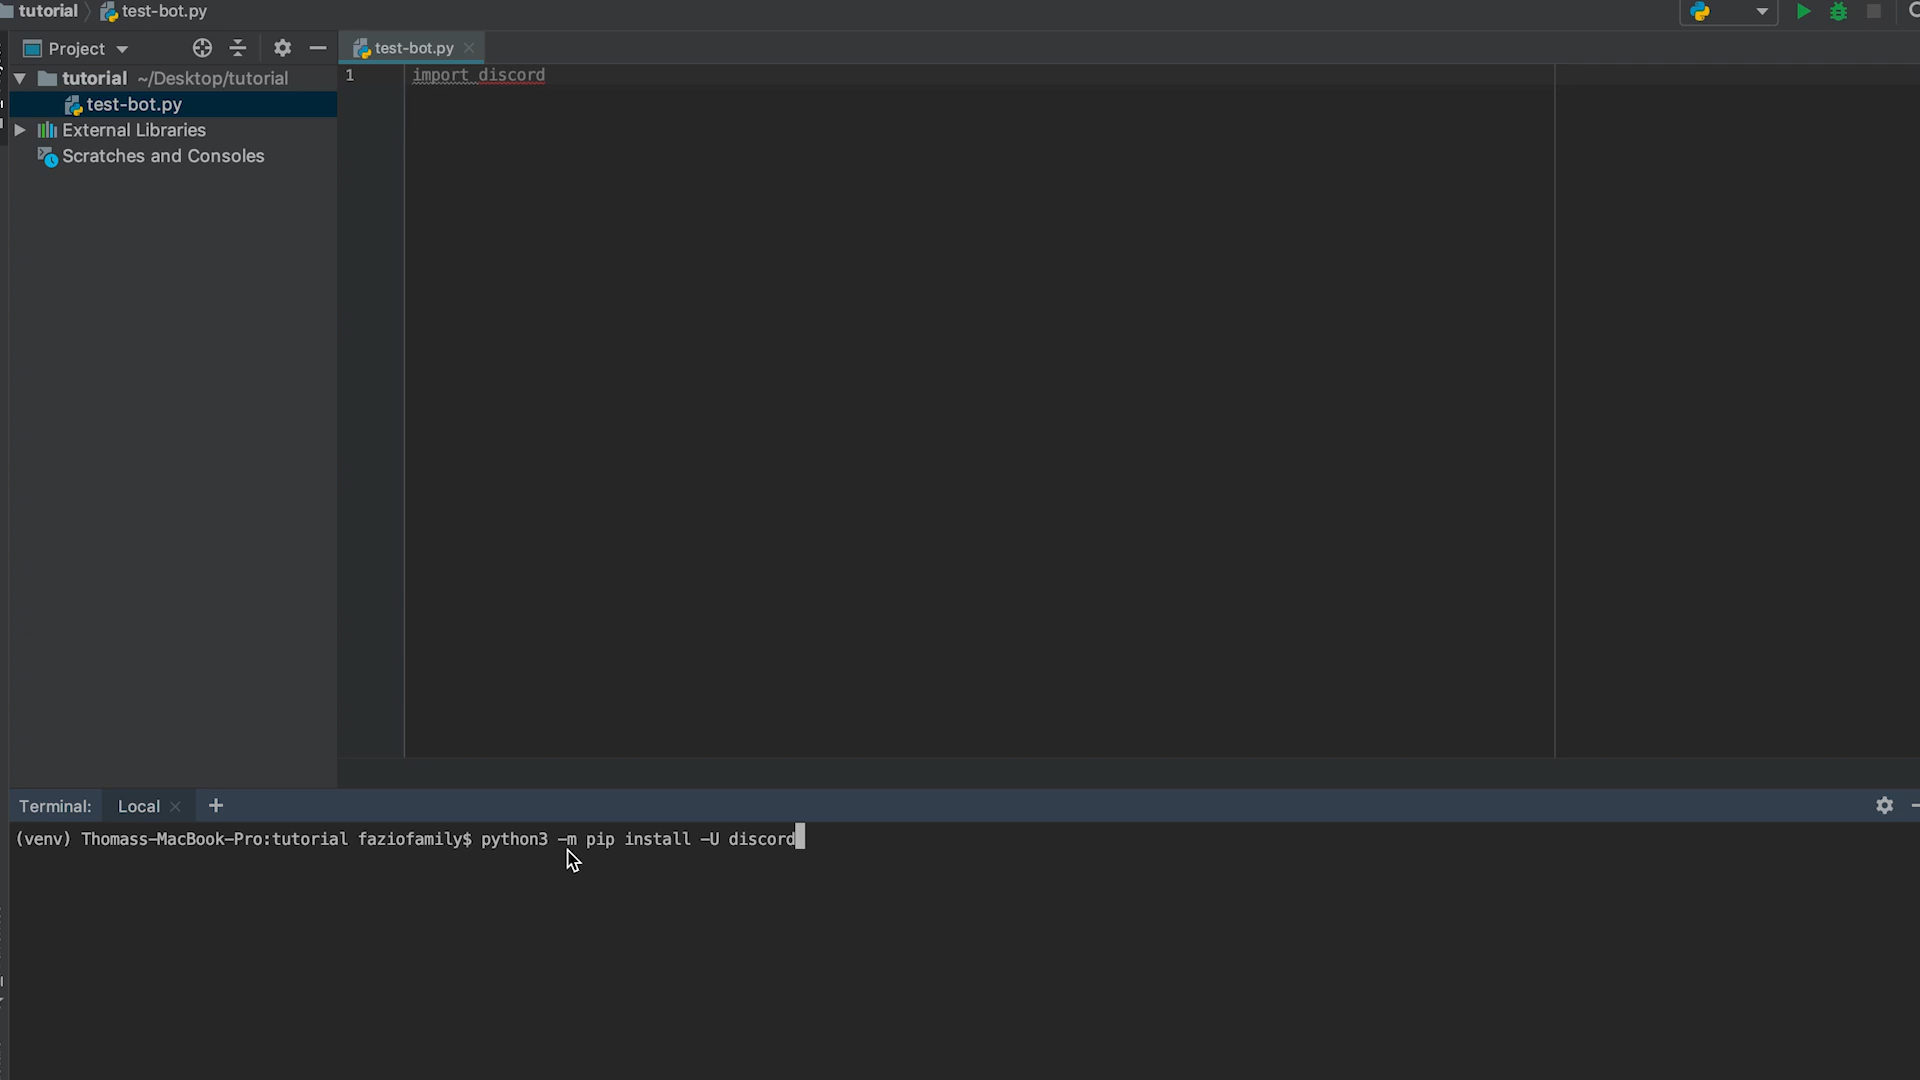 tutorial test-bot.py
Project
test-bot.py
tutorial ~/Desktop/tutorial
test-bot.py
External Libraries
Scratches and Consoles
1 import discord
Terminal: Local
(venv) Thomass-MacBook-Pro:tutorial faziofamily$ python3 -m pip install -U discord